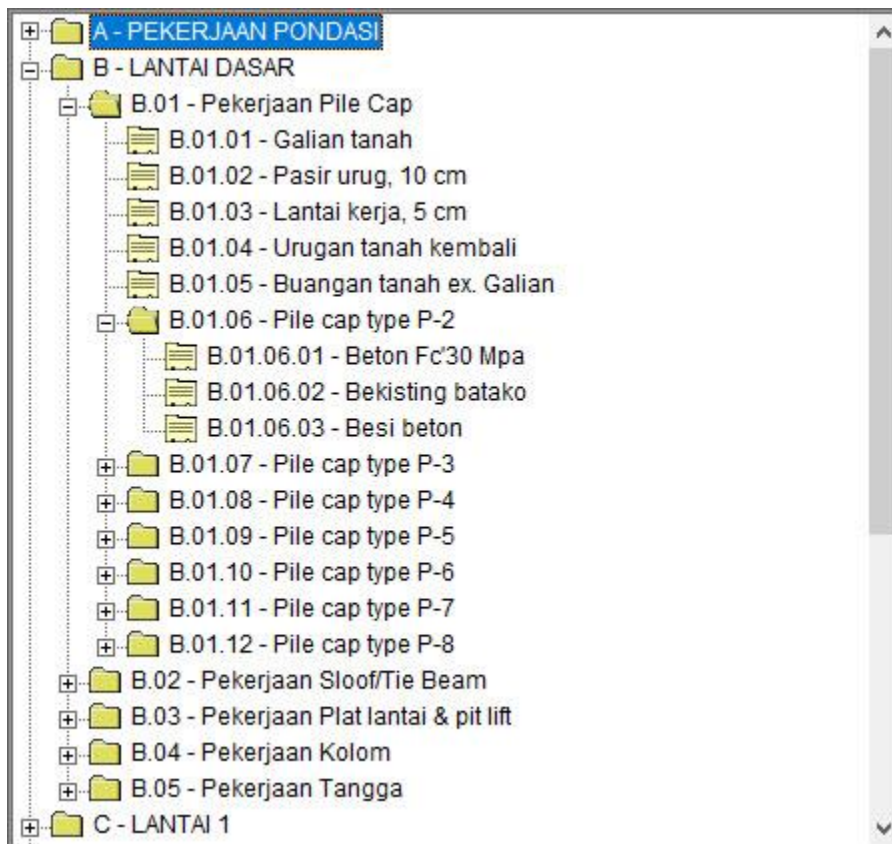 A - PEKERJAAN PONDASI
B - LANTAI DASAR
B.01 - Pekerjaan Pile Cap
B.01.01 - Galian tanah
B.01.02 - Pasir urug, 10 cm
B.01.03 - Lantai kerja, 5 cm
B.01.04 - Urugan tanah kembali
B.01.05 - Buangan tanah ex. Galian
B.01.06 - Pile cap type P-2
B.01.06.01 - Beton Fc'30 Mpa
B.01.06.02 - Bekisting batako
B.01.06.03 - Besi beton
B.01.07 - Pile cap type P-3
B.01.08 - Pile cap type P-4
B.01.09 - Pile cap type P-5
B.01.10 - Pile cap type P-6
B.01.11 - Pile cap type P-7
B.01.12 - Pile cap type P-8
B.02 - Pekerjaan Sloof/Tie Beam
B.03 - Pekerjaan Plat lantai & pit lift
B.04 - Pekerjaan Kolom
B.05 - Pekerjaan Tangga
C - LANTAI 1